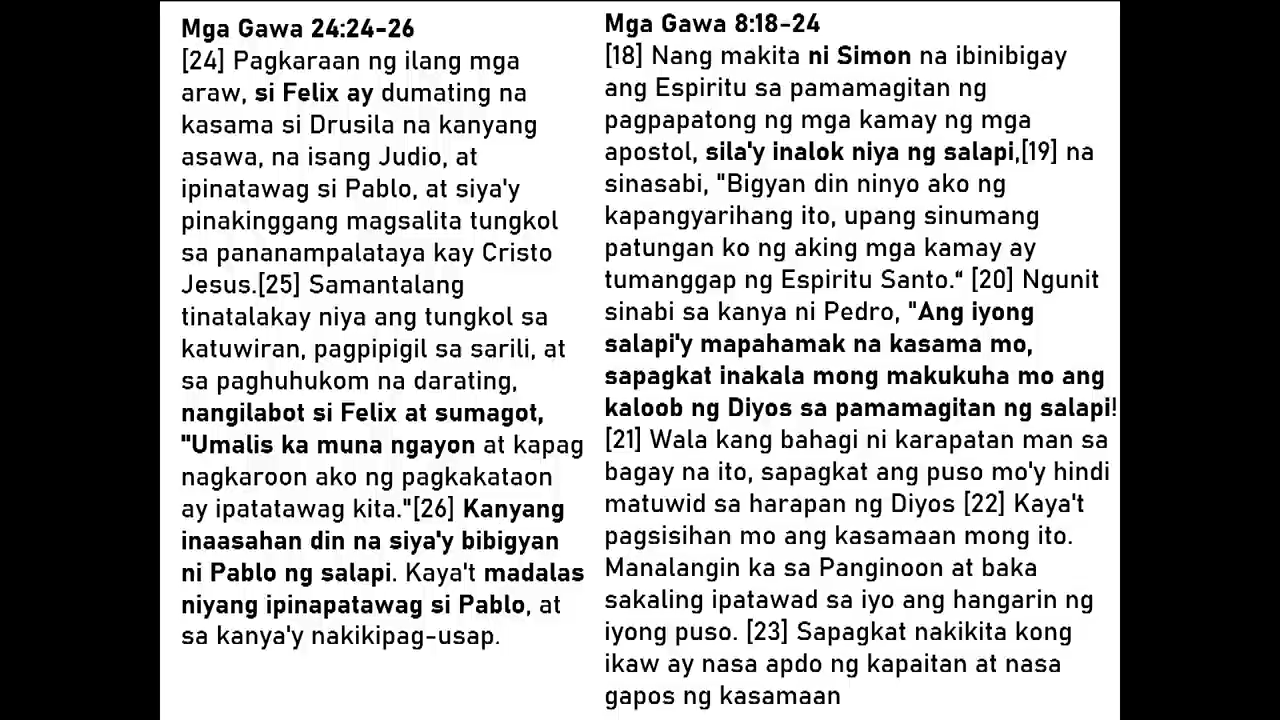 Mga Gawa 24:24-26
[24] Pagkaraan ng ilang mga
araw, si Felix ay dumating na
kasama si Drusila na kanyang
asawa, na isang Judio, at
ipinatawag si Pablo, at siya'y
pinakinggang magsalita tungkol
sa pananampalataya kay Cristo
Jesus.[25] Samantalang
tinatalakay niya ang tungkol sa
katuwiran, pagpipigil sa sarili, at
sa paghuhukom na darating,
nangilabot si Felix at sumagot,
"Umalis ka muna ngayon at kapag
nagkaroon ako ng pagkakataon
ay ipatatawag kita."[26] Kanyang
inaasahan din na siya'y bibigyan
ni Pablo ng salapi. Kaya't madalas
niyang ipinapatawag si Pablo, at
sa kanya'y nakikipag-usap.
Mga Gawa 8:18-24
[18] Nang makita ni Simon na ibinibigay
ang Espiritu sa pamamagitan ng
pagpapatong ng mga kamay ng mga
apostol, sila'y inalok niya ng salapi,[19] na
sinasabi, "Bigyan din ninyo ako ng
kapangyarihang ito, upang sinumang
patungan ko ng aking mga kamay ay
tumanggap ng Espiritu Santo.“ [20] Ngunit
sinabi sa kanya ni Pedro, "Ang iyong
salapi'y mapahamak na kasama mo,
sapagkat inakala mong makukuha mo ang
kaloob ng Diyos sa pamamagitan ng salapi!
[21] Wala kang bahagi ni karapatan man sa
bagay na ito, sapagkat ang puso mo'y hindi
matuwid sa harapan ng Diyos [22] Kaya't
pagsisihan mo ang kasamaan mong ito.
Manalangin ka sa Panginoon at baka
sakaling ipatawad sa iyo ang hangarin ng
iyong puso. [23] Sapagkat nakikita kong
ikaw ay nasa apdo ng kapaitan at nasa
gapos ng kasamaan